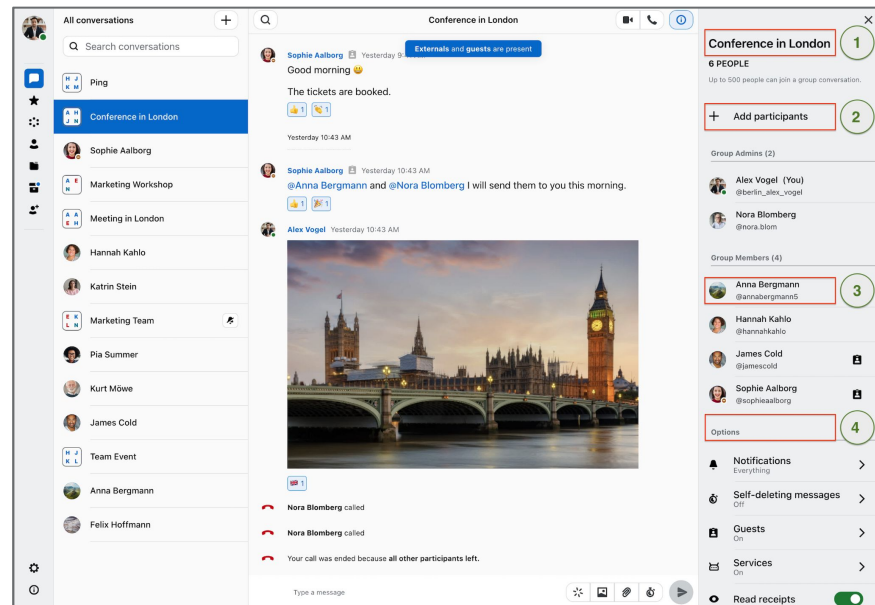 All conversations
Search conversations
H J
K M
Ping
A H
J N
Conference in London
Sophie Aalborg
A E
N
Marketing Workshop
A A
E H
Meeting in London
Hannah Kahlo
Katrin Stein
E K
L N
Marketing Team
Pia Summer
Kurt Möwe
James Cold
H J
K L
Team Event
Anna Bergmann
Felix Hoffmann
Conference in London
Externals and guests are present
Sophie Aalborg Yesterday 9:
Good morning 😀
The tickets are booked.
👍 1 👏 1
Yesterday 10:43 AM
Sophie Aalborg Yesterday 10:43 AM
@Anna Bergmann and @Nora Blomberg I will send them to you this morning.
👍 1 🎉 1
Alex Vogel Yesterday 10:43 AM
🇬🇧 1
Nora Blomberg called
Nora Blomberg called
Your call was ended because all other participants left.
Type a message
Conference in London
1
6 PEOPLE
Up to 500 people can join a group conversation.
Add participants
2
Group Admins (2)
Alex Vogel (You)
@berlin_alex_vogel
Nora Blomberg
@nora.blom
Group Members (4)
Anna Bergmann
@annabergmann5
3
Hannah Kahlo
@hannahkahlo
James Cold
@jamescold
Sophie Aalborg
@sophieaalborg
Options
4
Notifications
Everything
Self-deleting messages
Off
Guests
On
Services
On
Read receipts